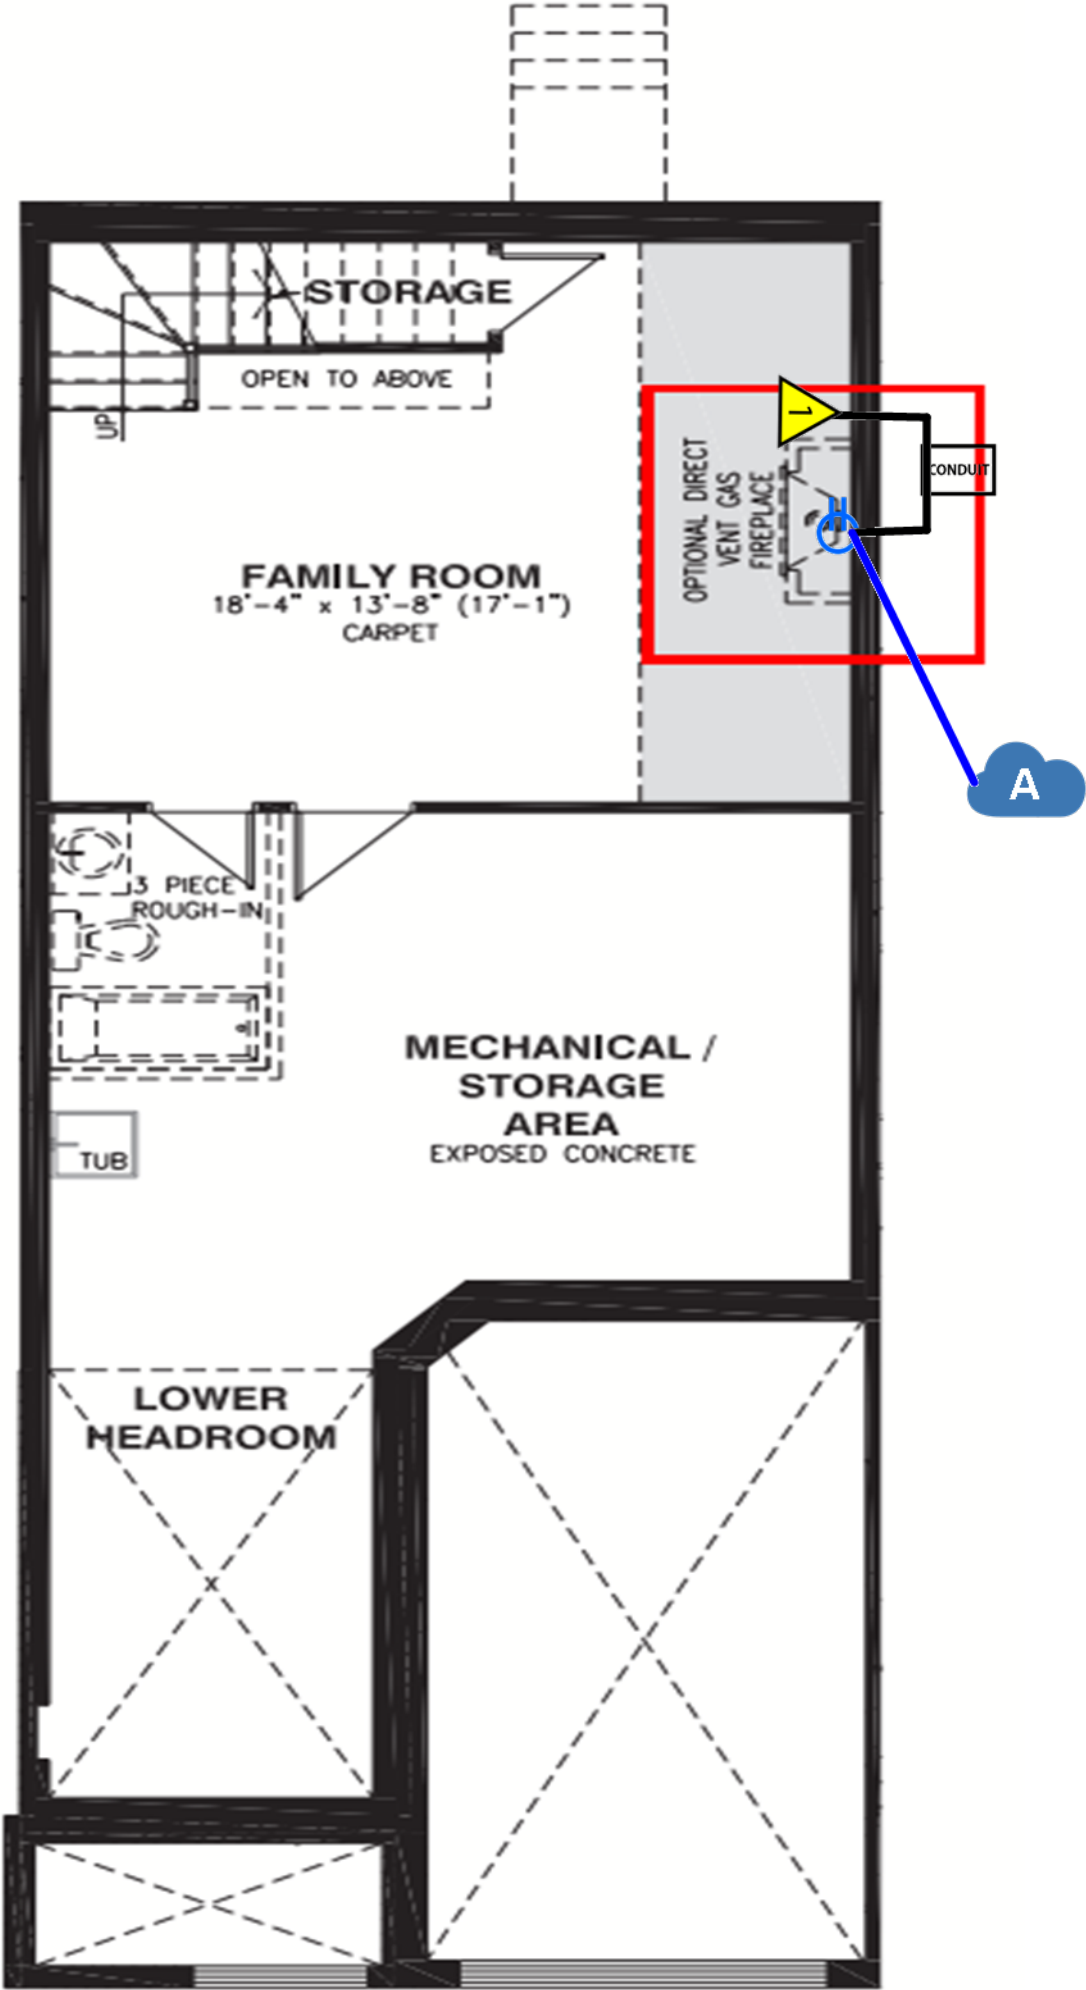 STORAGE
OPEN TO ABOVE
UP
1
CONDUIT
OPTIONAL DIRECT
VENT GAS
FIREPLACE
FAMILY ROOM
18'-4" x 13'-8" (17'-1")
CARPET
A
3 PIECE
ROUGH-IN
MECHANICAL /
STORAGE
AREA
EXPOSED CONCRETE
TUB
LOWER
HEADROOM